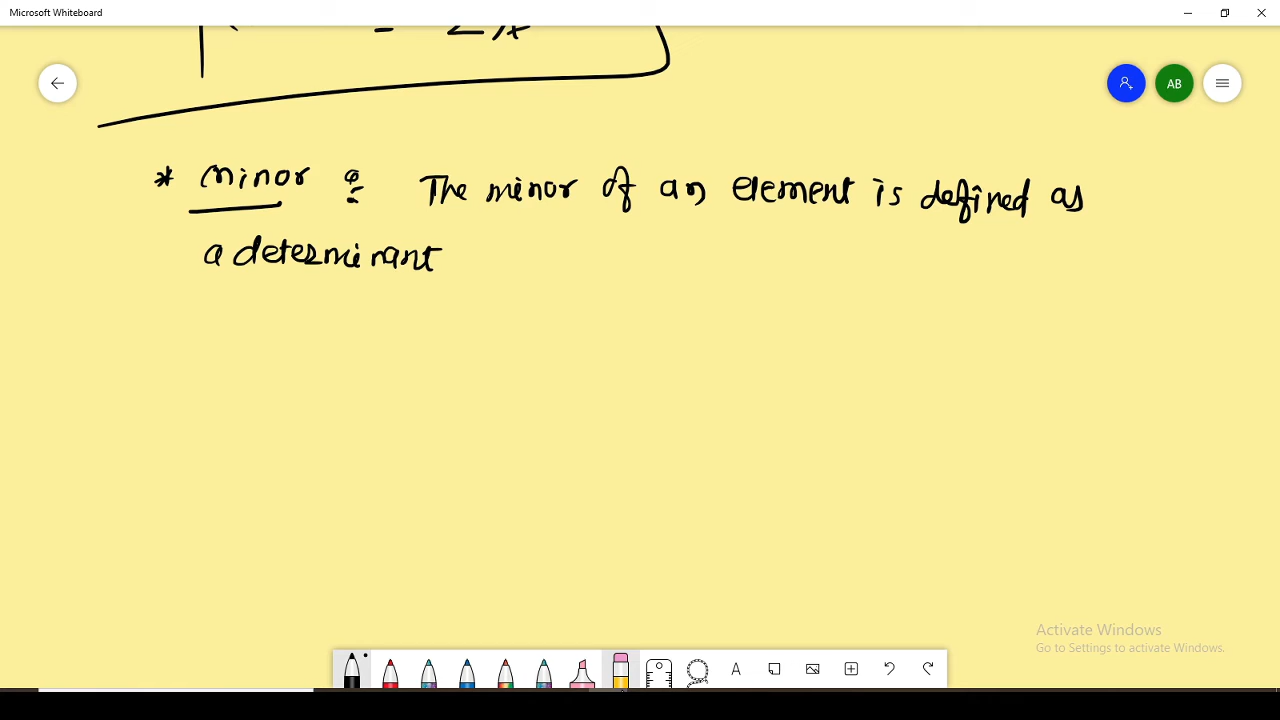 Microsoft Whiteboard
AB
* Minor : The minor of an element is defined as
a determinant
Activate Windows
Go to Settings to activate Windows.
A